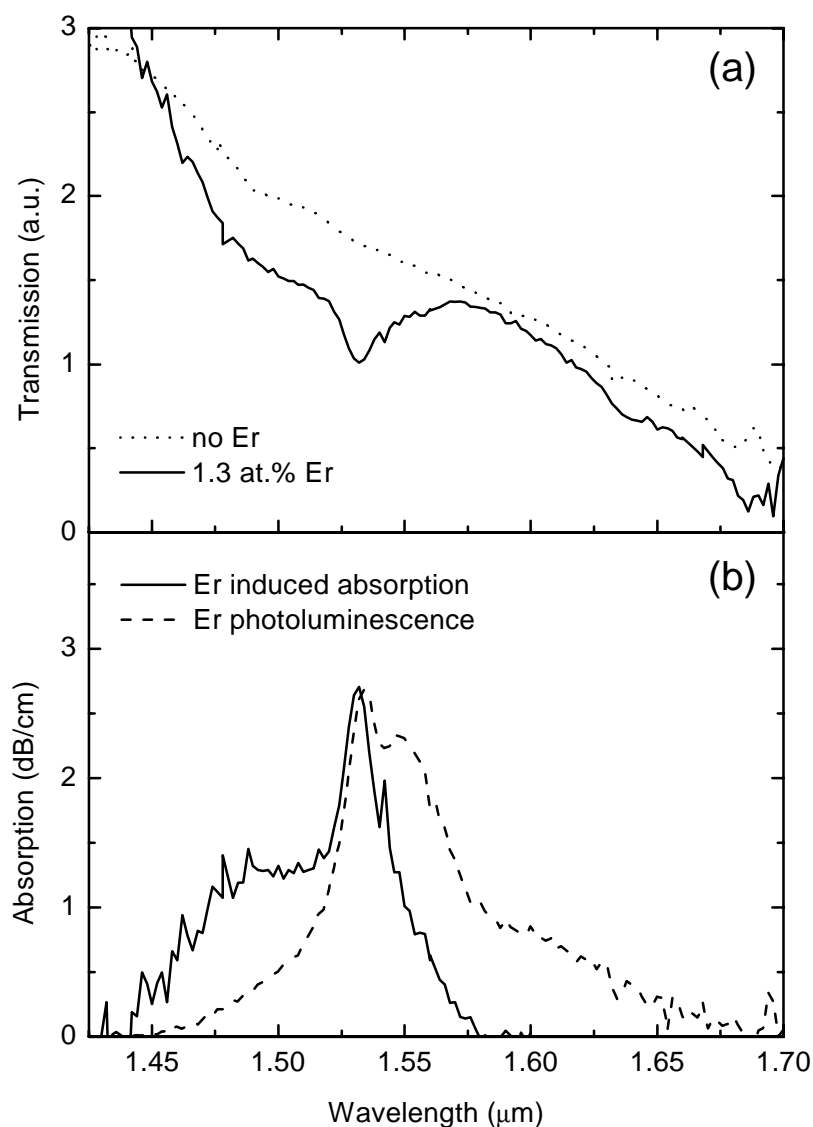 3
(a)
2
Transmission (a.u.)
1
no Er
1.3 at.% Er
0
(b)
Er induced absorption
Er photoluminescence
3
Absorption (dB/cm)
2
1
0
1.45 1.50 1.55 1.60 1.65 1.70
Wavelength (μm)